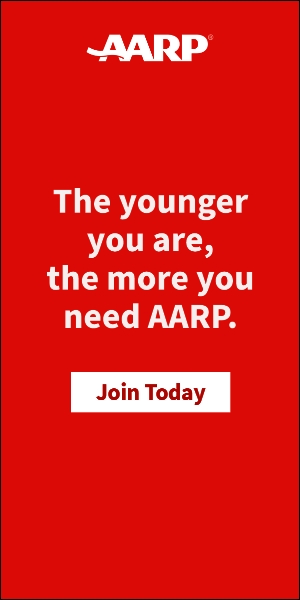 AARP®
The younger
you are,
the more you
need AARP.
Join Today